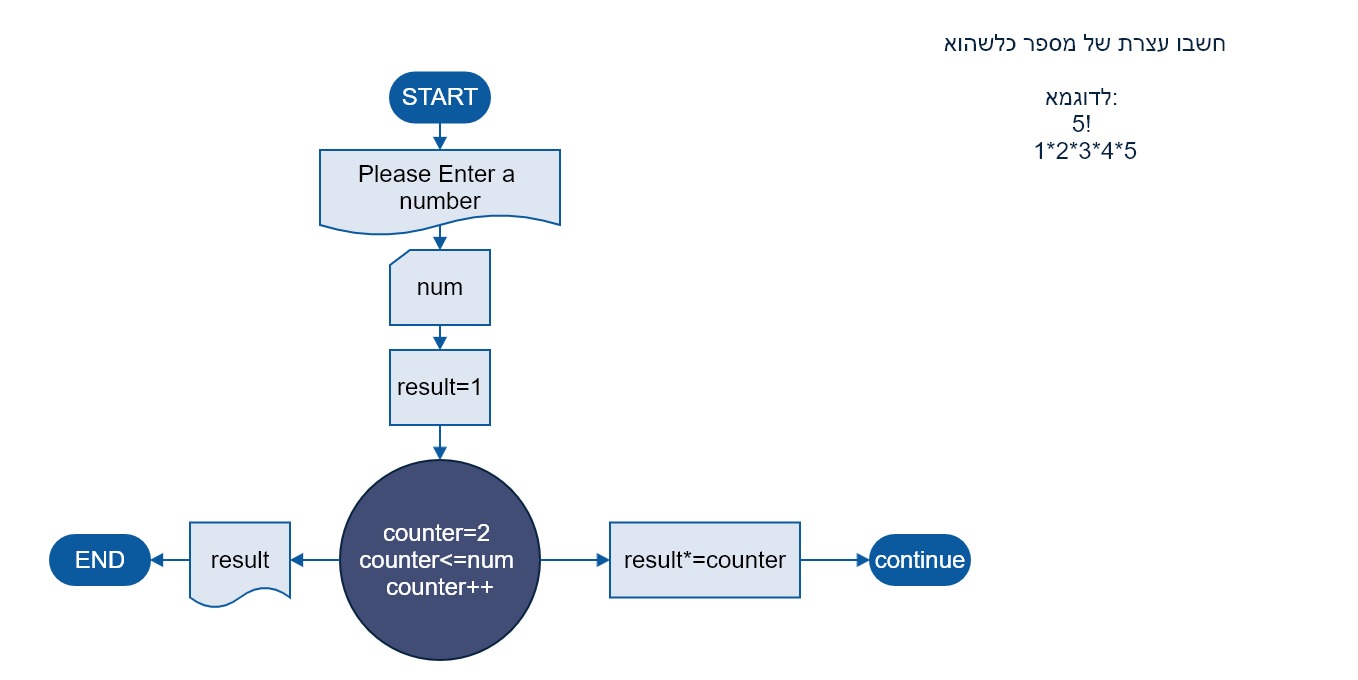 חשבו עצרת של מספר כלשהוא
לדוגמא:
5!
1*2*3*4*5
START
Please Enter a
number
num
result=1
counter=2
counter<=num
counter++
result
END
result*=counter
continue